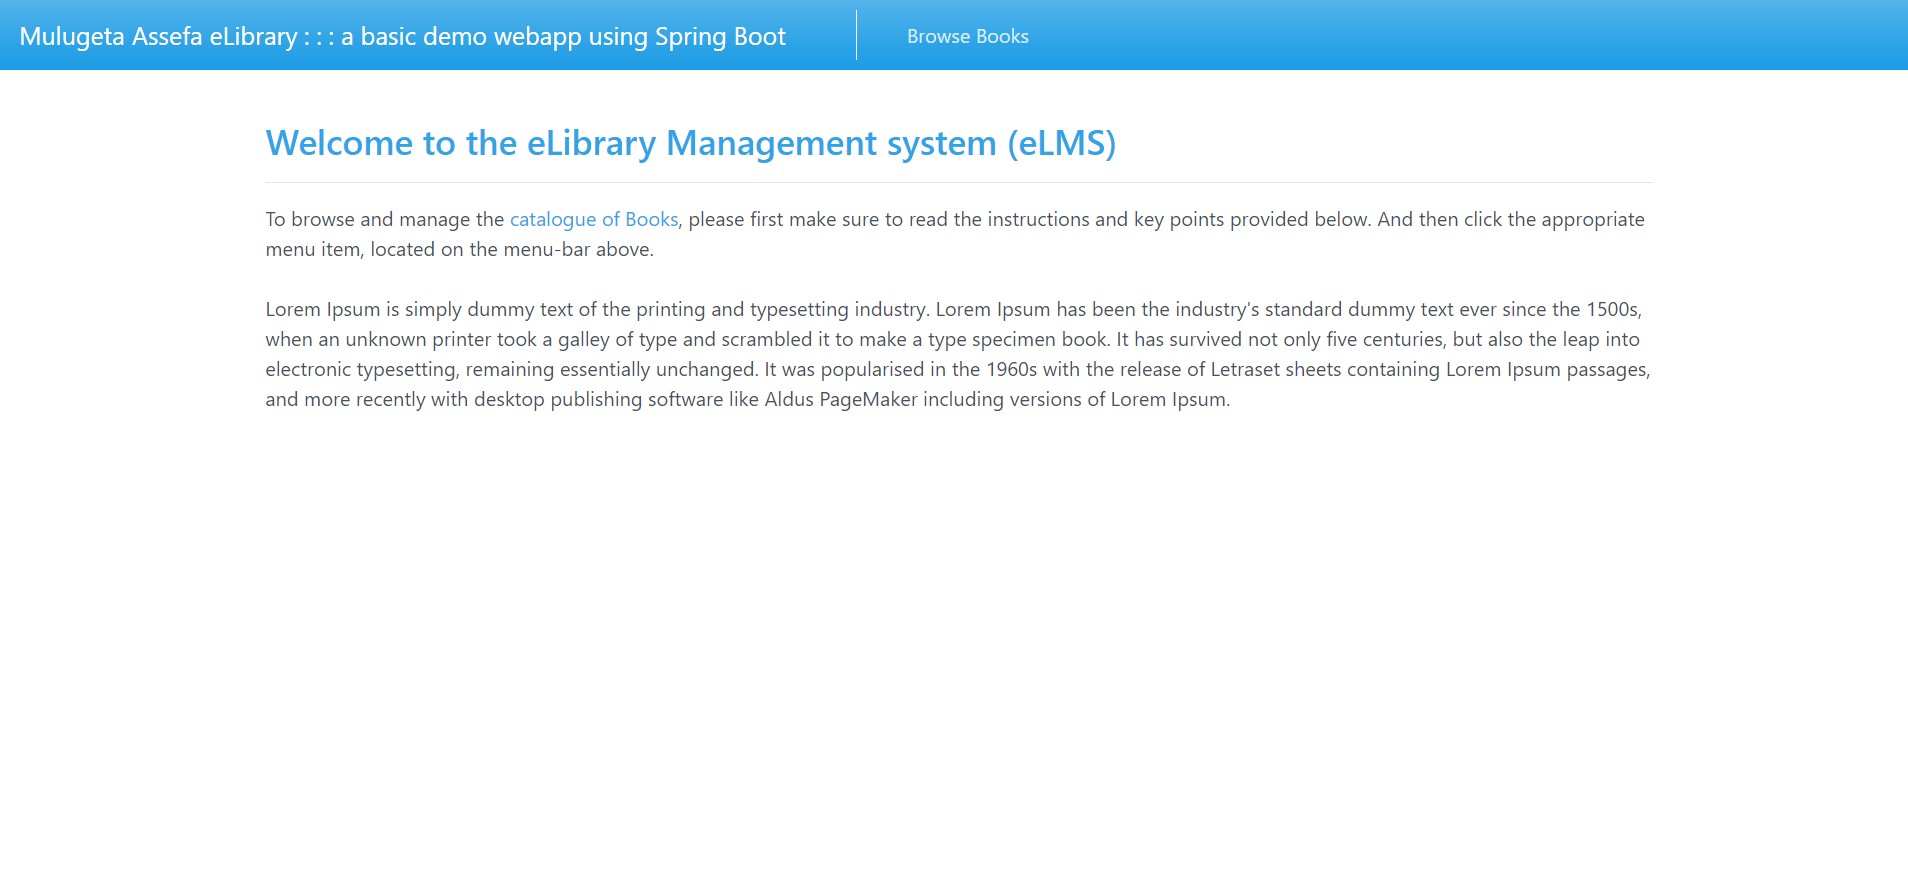 Mulugeta Assefa eLibrary : : : a basic demo webapp using Spring Boot
Browse Books
Welcome to the eLibrary Management system (eLMS)
To browse and manage the catalogue of Books, please first make sure to read the instructions and key points provided below. And then click the appropriate
menu item, located on the menu-bar above.
Lorem Ipsum is simply dummy text of the printing and typesetting industry. Lorem Ipsum has been the industry's standard dummy text ever since the 1500s,
when an unknown printer took a galley of type and scrambled it to make a type specimen book. It has survived not only five centuries, but also the leap into
electronic typesetting, remaining essentially unchanged. It was popularised in the 1960s with the release of Letraset sheets containing Lorem Ipsum passages,
and more recently with desktop publishing software like Aldus PageMaker including versions of Lorem Ipsum.